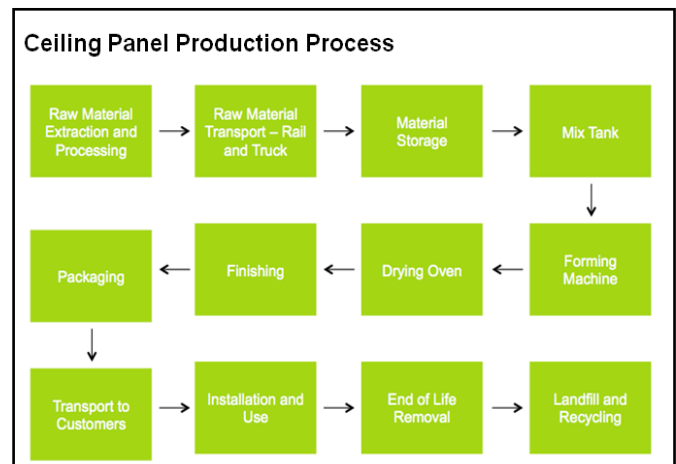 Ceiling Panel Production Process
Raw Material
Extraction and
Processing
Raw Material
Transport – Rail
and Truck
Material
Storage
Mix Tank
Forming
Machine
Drying Oven
Finishing
Packaging
Transport to
Customers
Installation and
Use
End of Life
Removal
Landfill and
Recycling